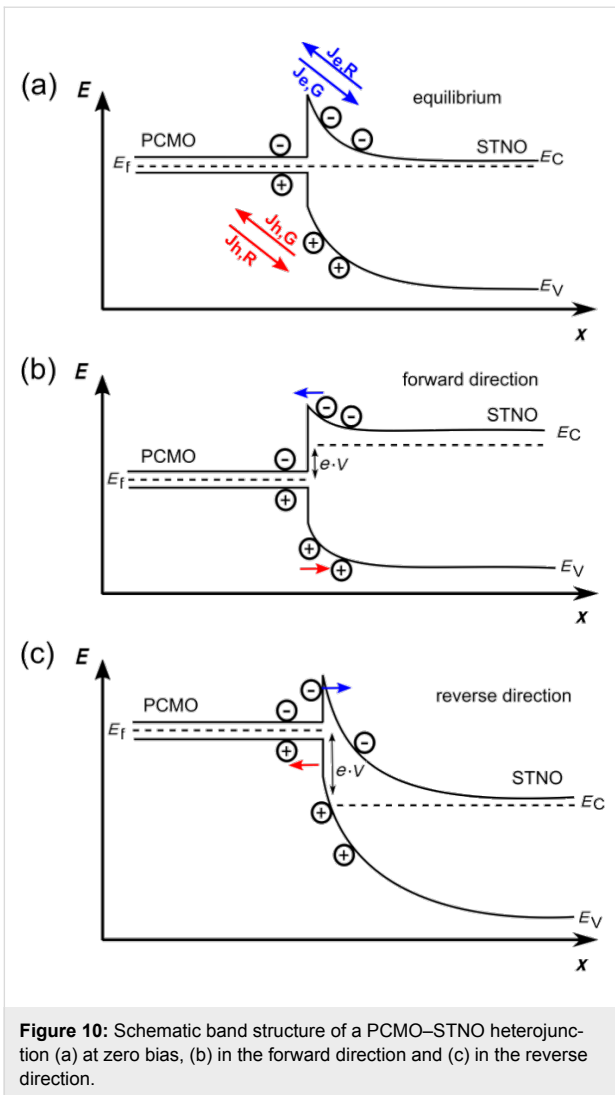 (a)
E
Je,R
Je,G
equilibrium
PCMO
STNO
Ef
EC
Jh,G
Jh,R
EV
x
(b)
E
forward direction
STNO
PCMO
EC
Ef
e·V
EV
x
(c)
E
PCMO
reverse direction
Ef
e·V
STNO
EC
EV
x
Figure 10: Schematic band structure of a PCMO–STNO heterojunc-
tion (a) at zero bias, (b) in the forward direction and (c) in the reverse
direction.